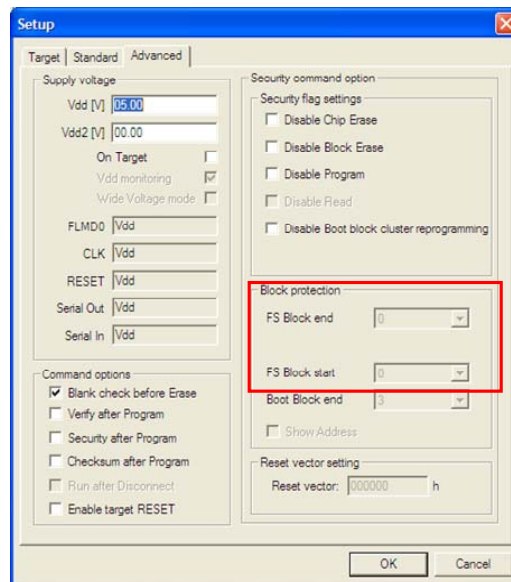 Setup
Target
Standard
Advanced
Supply voltage
Vdd [V] 05.00
Vdd2 [V] 00.00
On Target
Vdd monitoring
Wide Voltage mode
FLMD0 Vdd
CLK Vdd
RESET Vdd
Serial Out Vdd
Serial In Vdd
Command options
Blank check before Erase
Verify after Program
Security after Program
Checksum after Program
Run after Disconnect
Enable target RESET
Security command option
Security flag settings
Disable Chip Erase
Disable Block Erase
Disable Program
Disable Read
Disable Boot block cluster reprogramming
Block protection
FS Block end 0
FS Block start 0
Boot Block end 3
Show Address
Reset vector setting
Reset vector: 000000 h
OK
Cancel